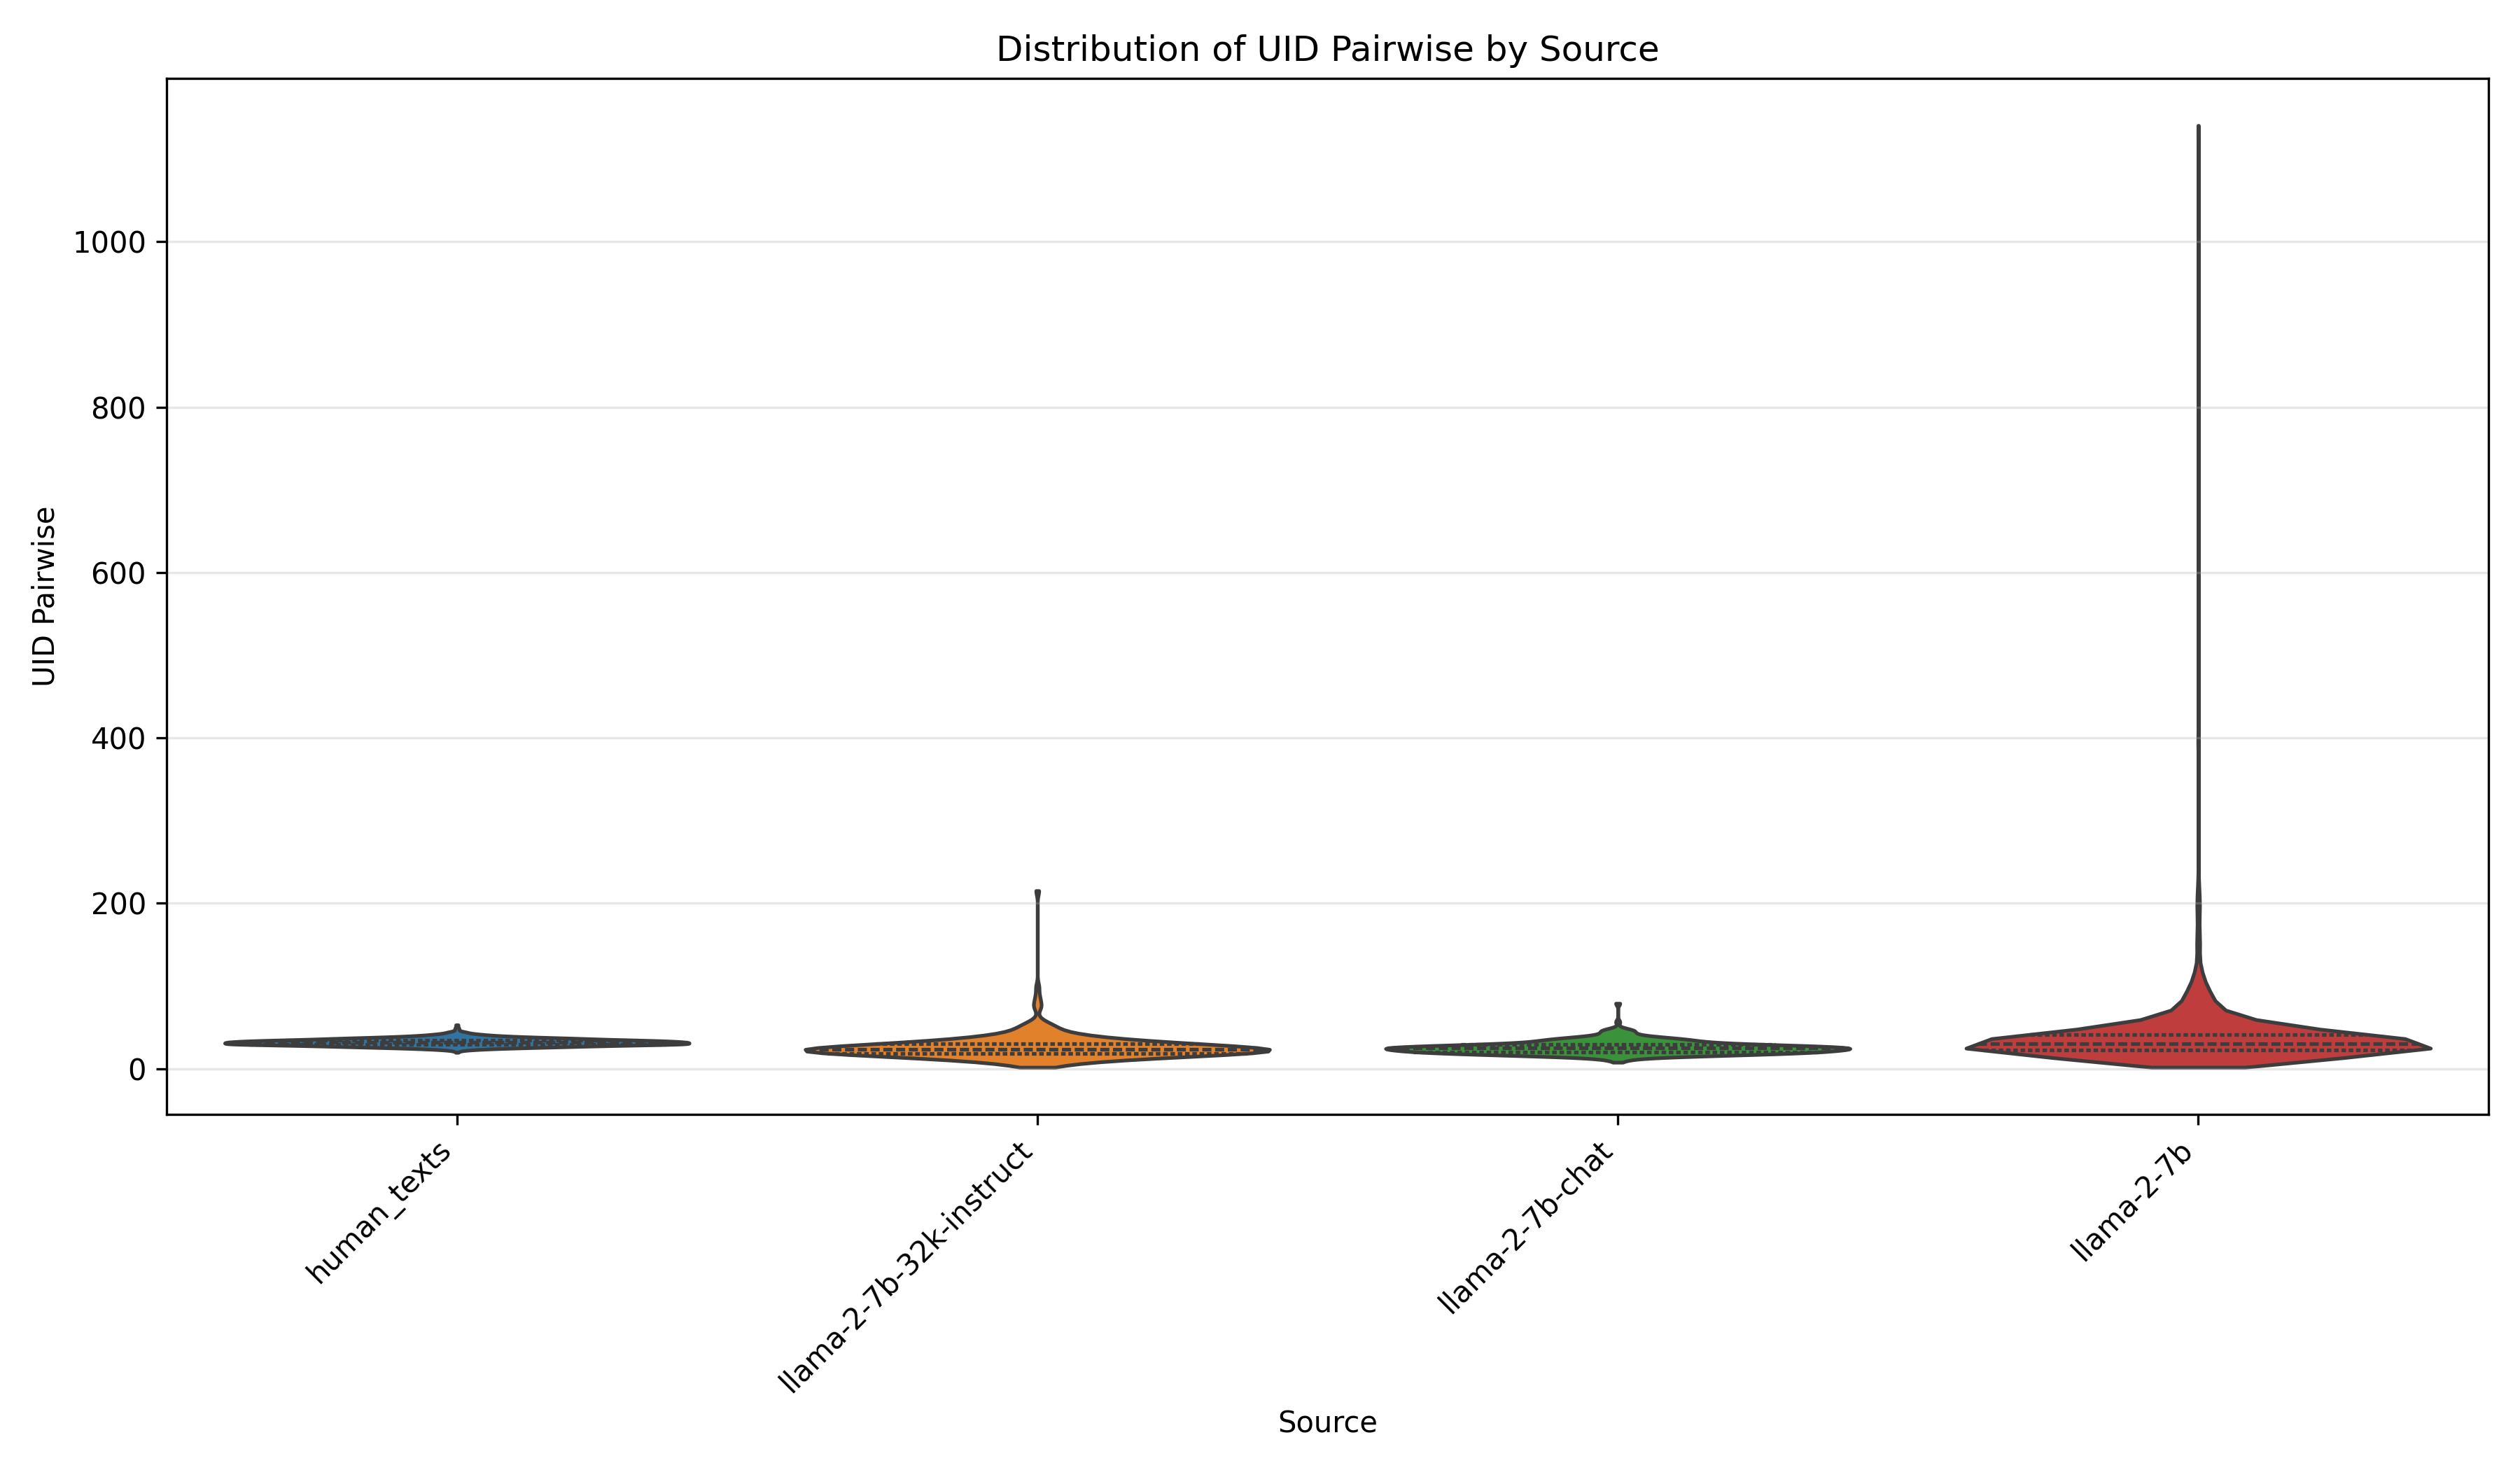 Distribution of UID Pairwise by Source
UID Pairwise
1000
800
600
400
200
0
human_texts
llama-2-7b-32k-instruct
llama-2-7b-chat
llama-2-7b
Source